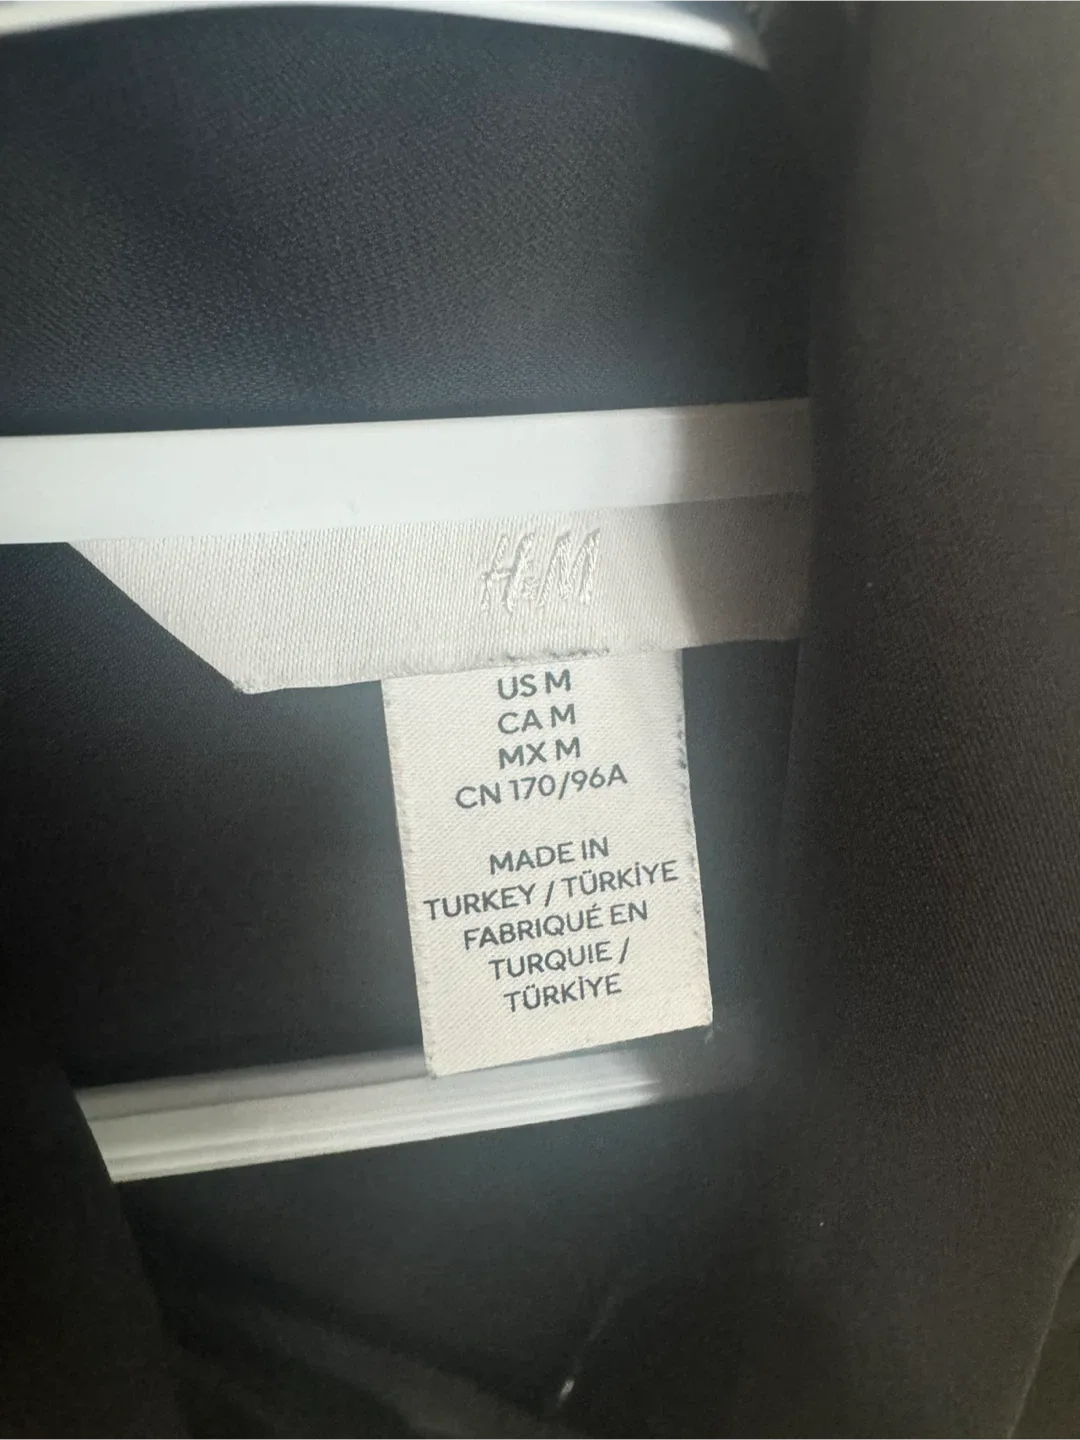 H&M
US M
CA M
MX M
CN 170/96A
MADE IN
TURKEY / TÜRKİYE
FABRIQUÉ EN
TURQUIE /
TÜRKİYE